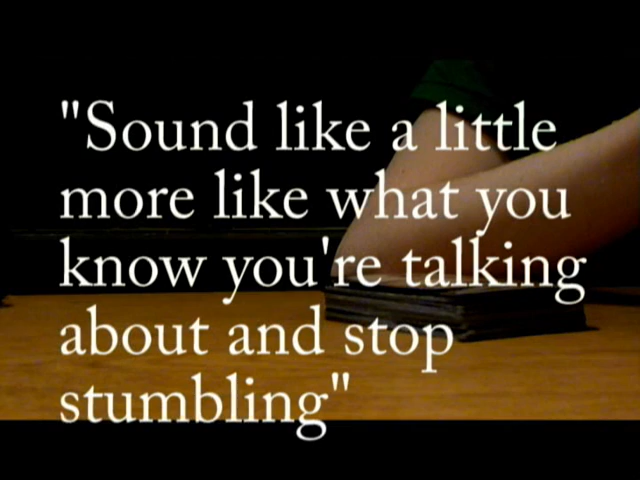 "Sound like a little
more like what you
know you're talking
about and stop
stumbling"